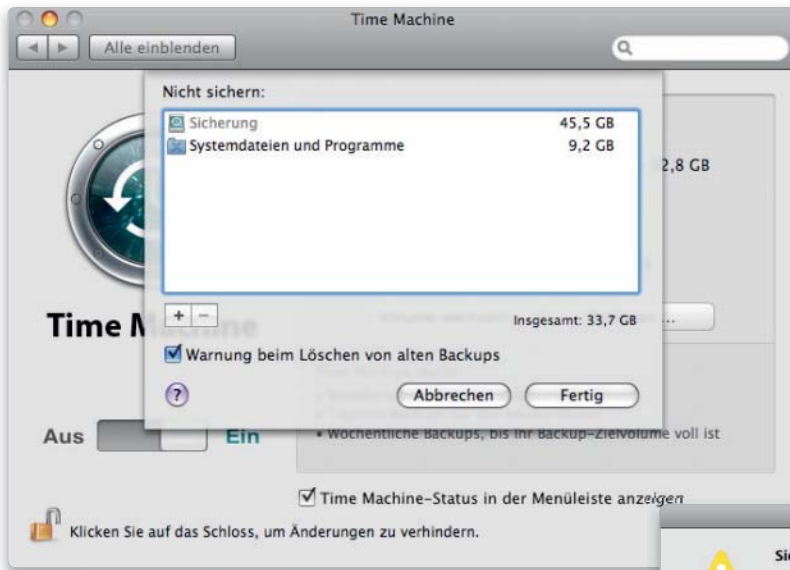 Time Machine
Alle einblenden
Nicht sichern:
Sicherung 45,5 GB
Systemdateien und Programme 9,2 GB
2,8 GB
+ −
Insgesamt: 33,7 GB
...
Time Machine
Warnung beim Löschen von alten Backups
? Abbrechen Fertig
Aus Ein
• Wöchentliche Backups, bis Ihr Backup-Zielvolume voll ist
Time Machine-Status in der Menüleiste anzeigen
Klicken Sie auf das Schloss, um Änderungen zu verhindern.
Sie